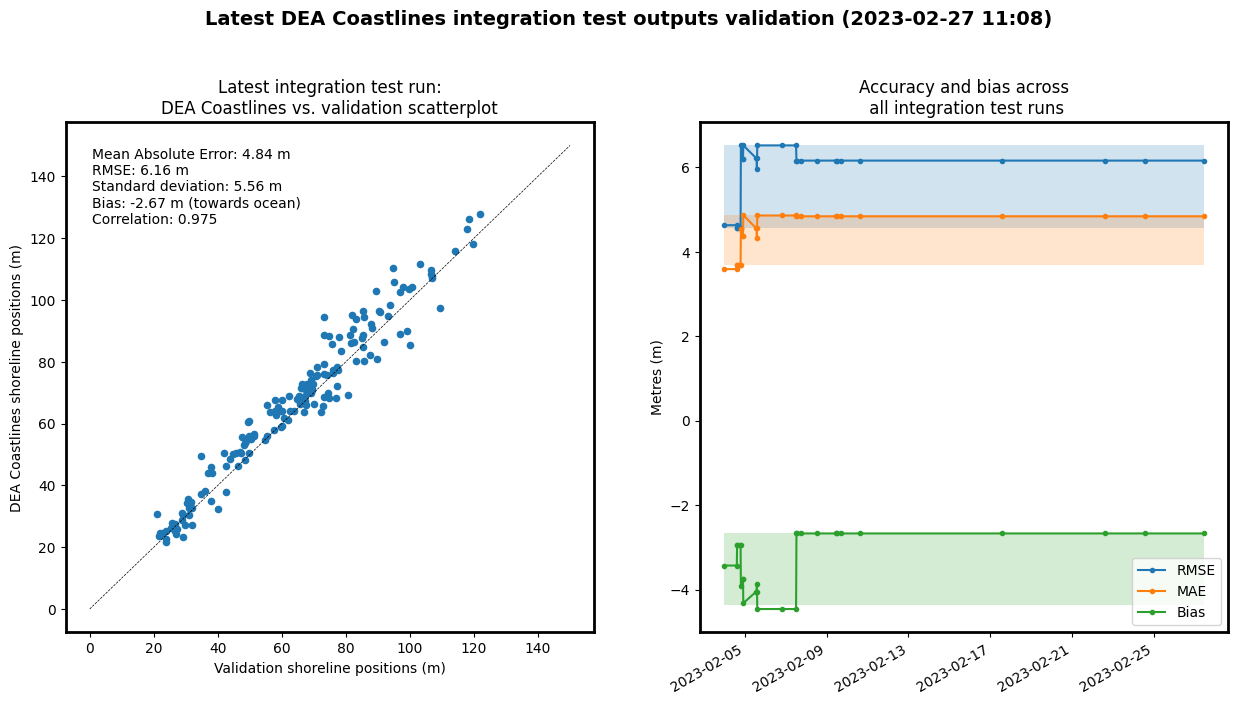 Latest DEA Coastlines integration test outputs validation (2023-02-27 11:08)
Latest integration test run:
DEA Coastlines vs. validation scatterplot
Mean Absolute Error: 4.84 m
RMSE: 6.16 m
Standard deviation: 5.56 m
Bias: -2.67 m (towards ocean)
Correlation: 0.975
DEA Coastlines shoreline positions (m)
140
120
100
80
60
40
20
0
0 20 40 60 80 100 120 140
Validation shoreline positions (m)
Accuracy and bias across
all integration test runs
Metres (m)
6
4
2
0
−2
−4
RMSE
MAE
Bias
2023-02-05 2023-02-09 2023-02-13 2023-02-17 2023-02-21 2023-02-25